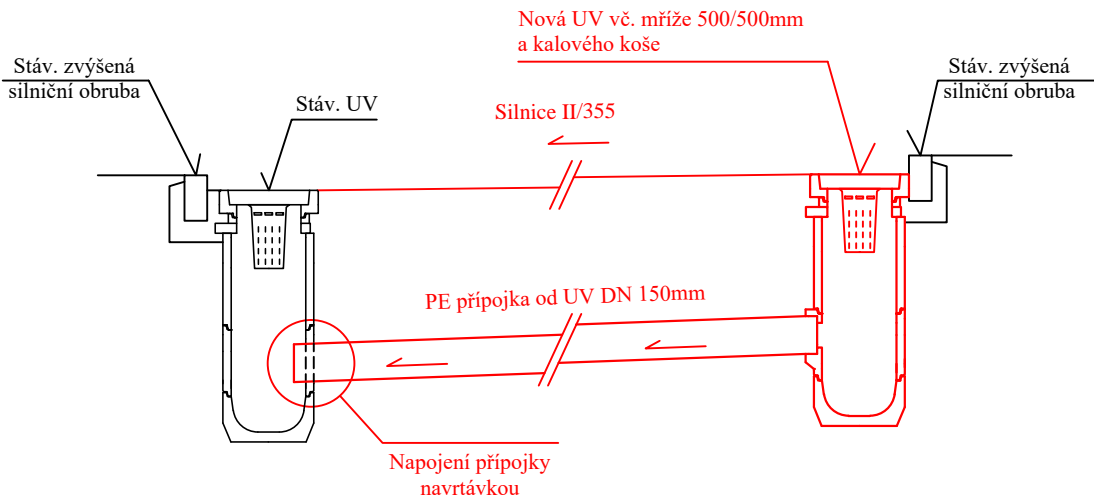 Nová UV vč. mříže 500/500mm
a kalového koše
Stáv. zvýšená
silniční obruba
Stáv. UV
Silnice II/355
Stáv. zvýšená
silniční obruba
PE přípojka od UV DN 150mm
Napojení přípojky
navrtávkou